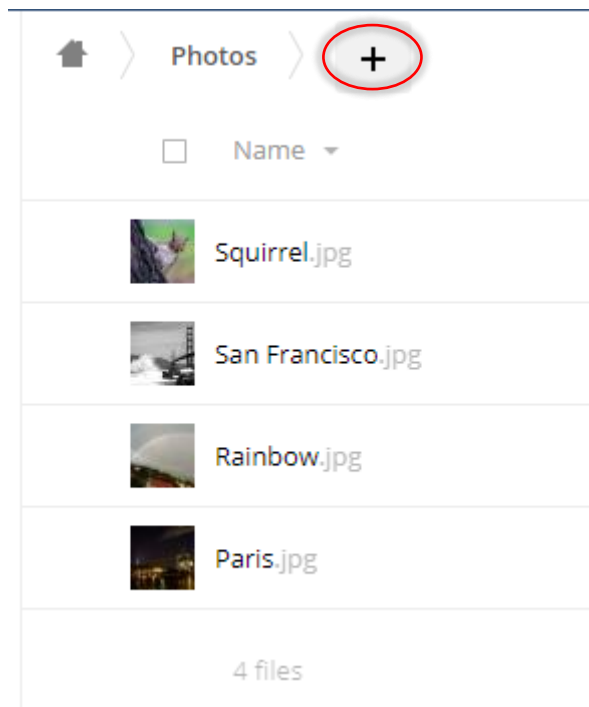 Photos +
Name
Squirrel.jpg
San Francisco.jpg
Rainbow.jpg
Paris.jpg
4 files